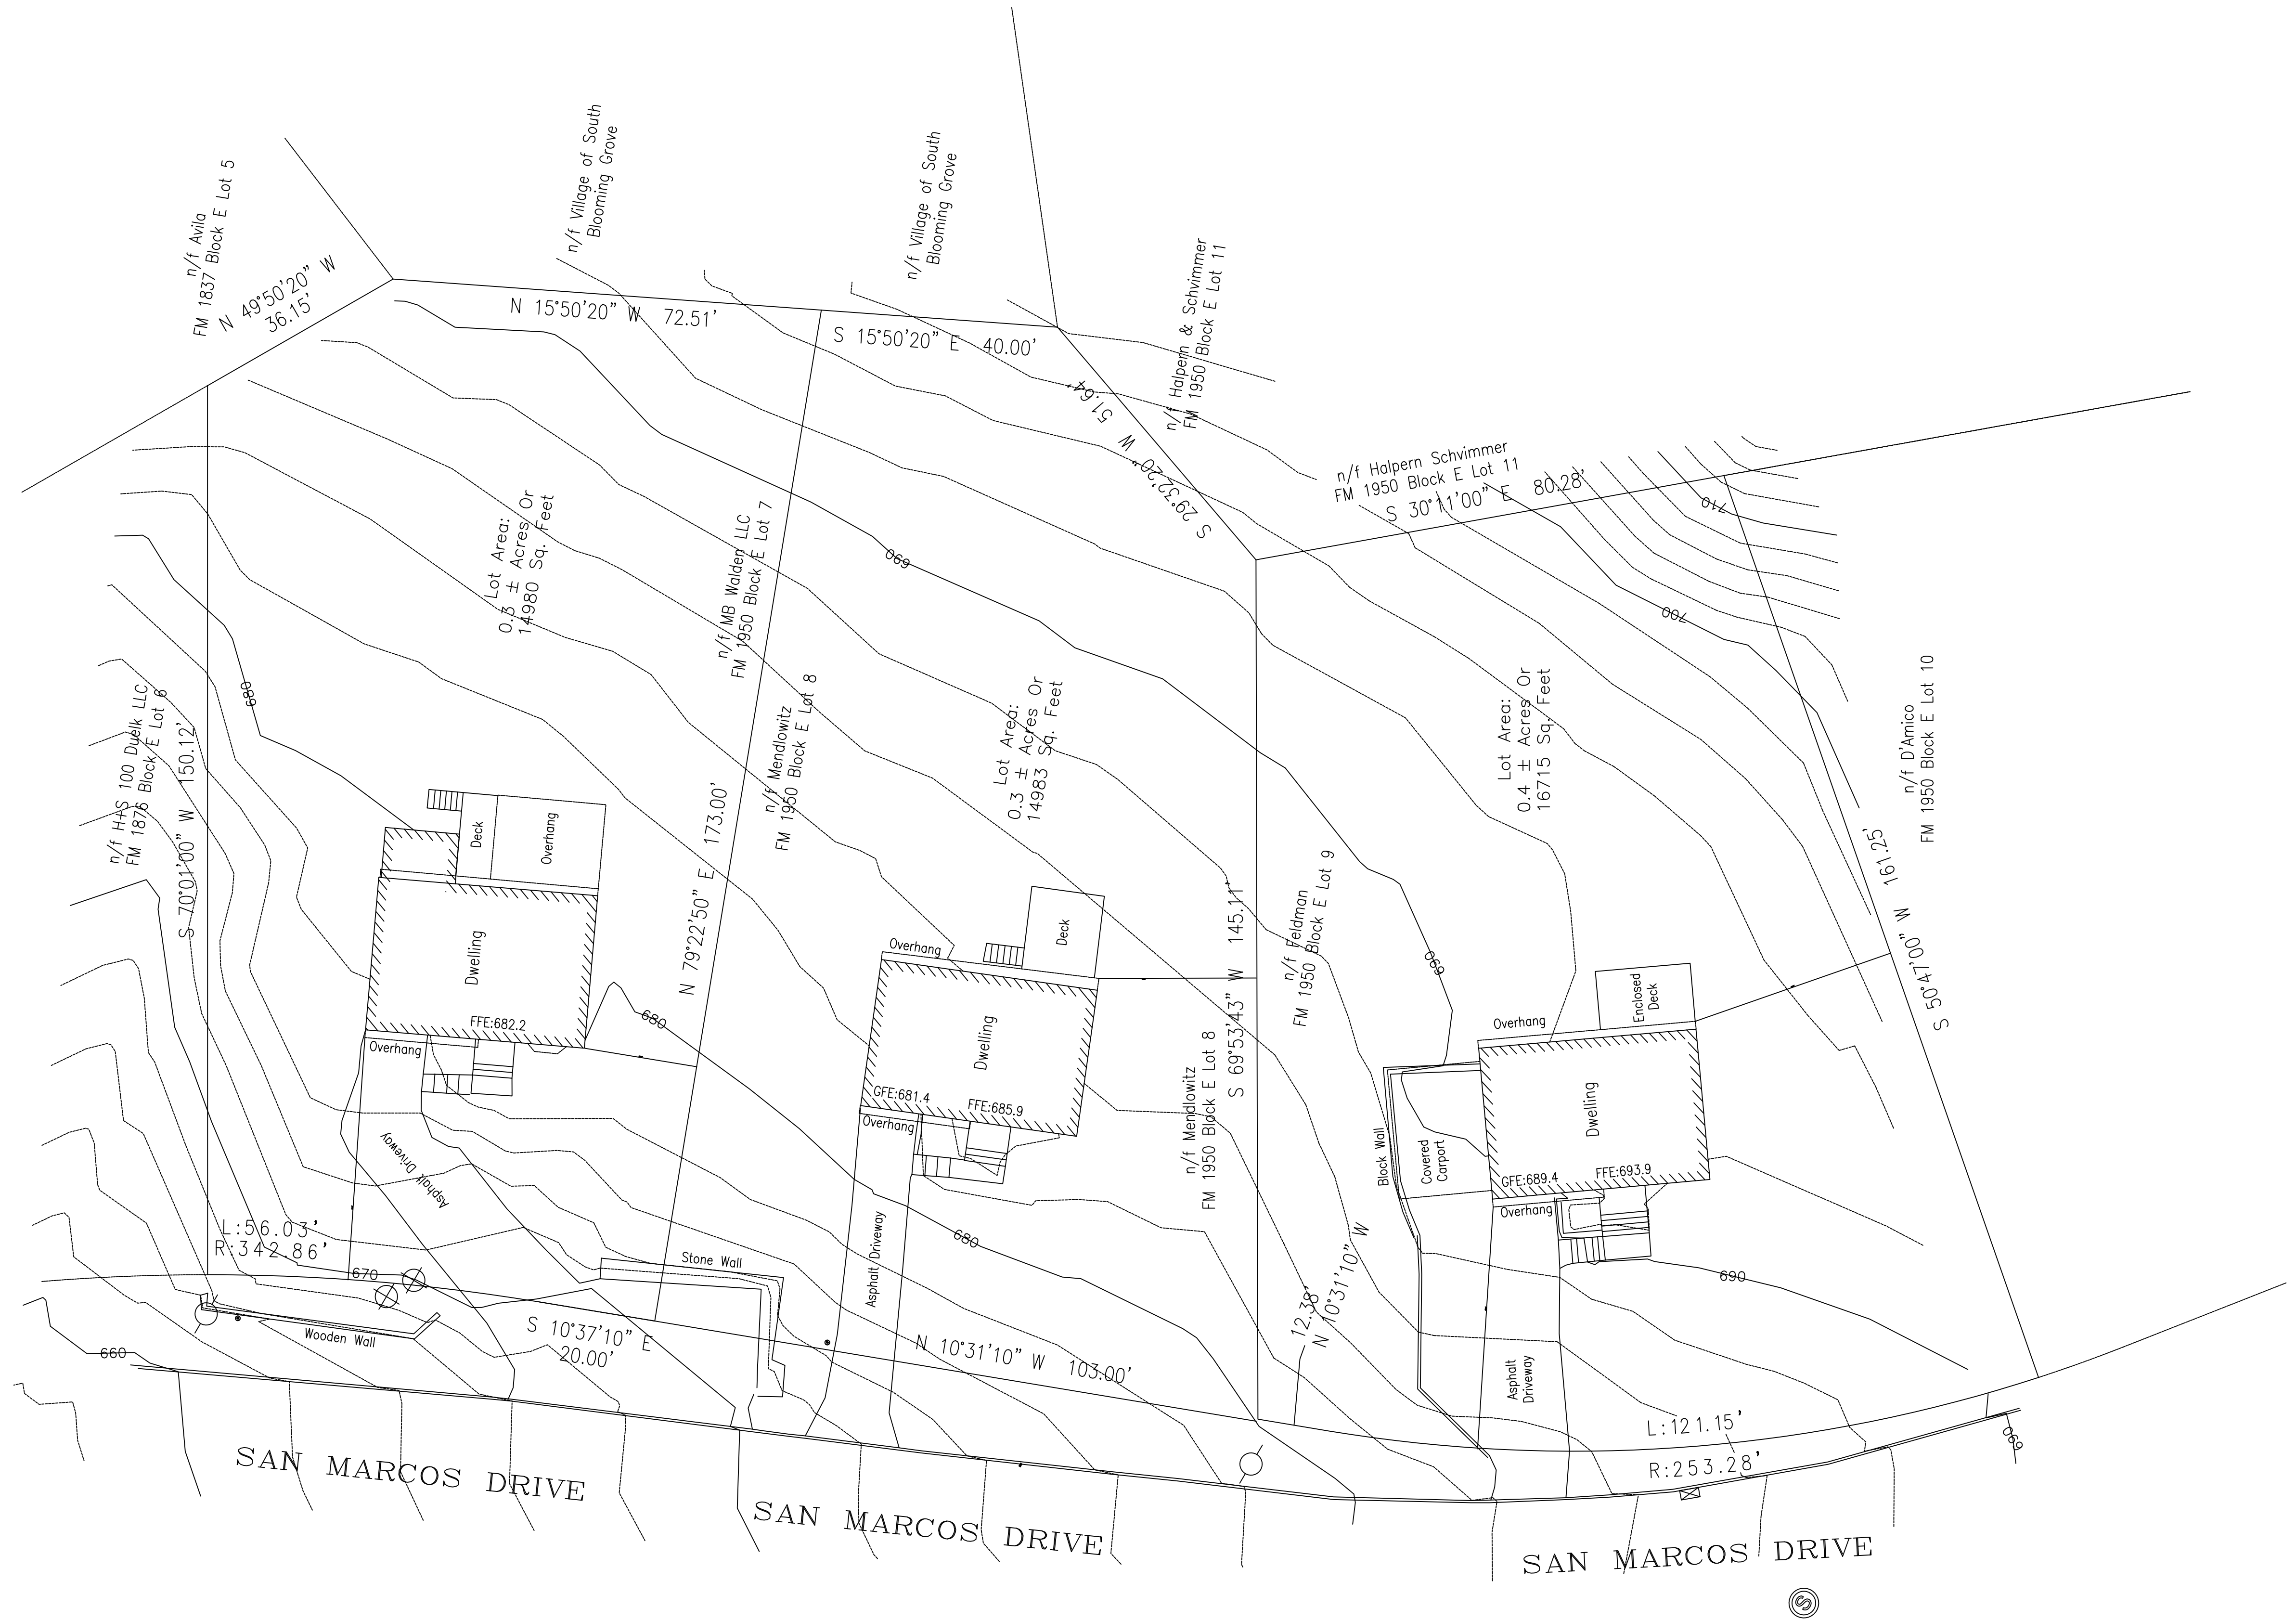 n/f Avila
FM 1837 Block E Lot 5
N 49°50'20" W
36.15'
n/f Village of South
Blooming Grove
N 15°50'20" W 72.51'
n/f Village of South
Blooming Grove
S 15°50'20" E 40.00'
n/f Halpern & Schvimmer
FM 1950 Block E Lot 11
S 29°32'20" W 51.64'
n/f Halpern Schvimmer
FM 1950 Block E Lot 11
S 30°11'00" E 80.28'
710
700
690
Lot Area:
0.3 ± Acres Or
14980 Sq. Feet
n/f MB Walden LLC
FM 1950 Block E Lot 7
n/f Mendlowitz
FM 1950 Block E Lot 8
N 79°22'50" E 173.00'
Lot Area:
0.3 ± Acres Or
14983 Sq. Feet
Lot Area:
0.4 ± Acres Or
16715 Sq. Feet
n/f D'Amico
FM 1950 Block E Lot 10
S 50°47'00" W 161.25'
680
n/f H+S 100 Duelk LLC
FM 1876 Block E Lot 6
S 70°01'00" W 150.12'
Deck
Overhang
Dwelling
FFE:682.2
Overhang
680
Asphalt Driveway
Overhang
Deck
Dwelling
GFE:681.4
FFE:685.9
Overhang
Asphalt Driveway
680
S 69°53'43" W 145.11'
n/f Feldman
FM 1950 Block E Lot 9
n/f Mendlowitz
FM 1950 Block E Lot 8
690
Overhang
Enclosed
Deck
Dwelling
GFE:689.4
FFE:693.9
Overhang
Block Wall
Covered
Carport
Asphalt
Driveway
690
L:56.03'
R:342.86'
670
Stone Wall
Wooden Wall
660
S 10°37'10" E
20.00'
N 10°31'10" W 103.00'
12.38'
N 10°31'10" W
L:121.15'
R:253.28'
690
SAN MARCOS DRIVE
SAN MARCOS DRIVE
SAN MARCOS DRIVE
S